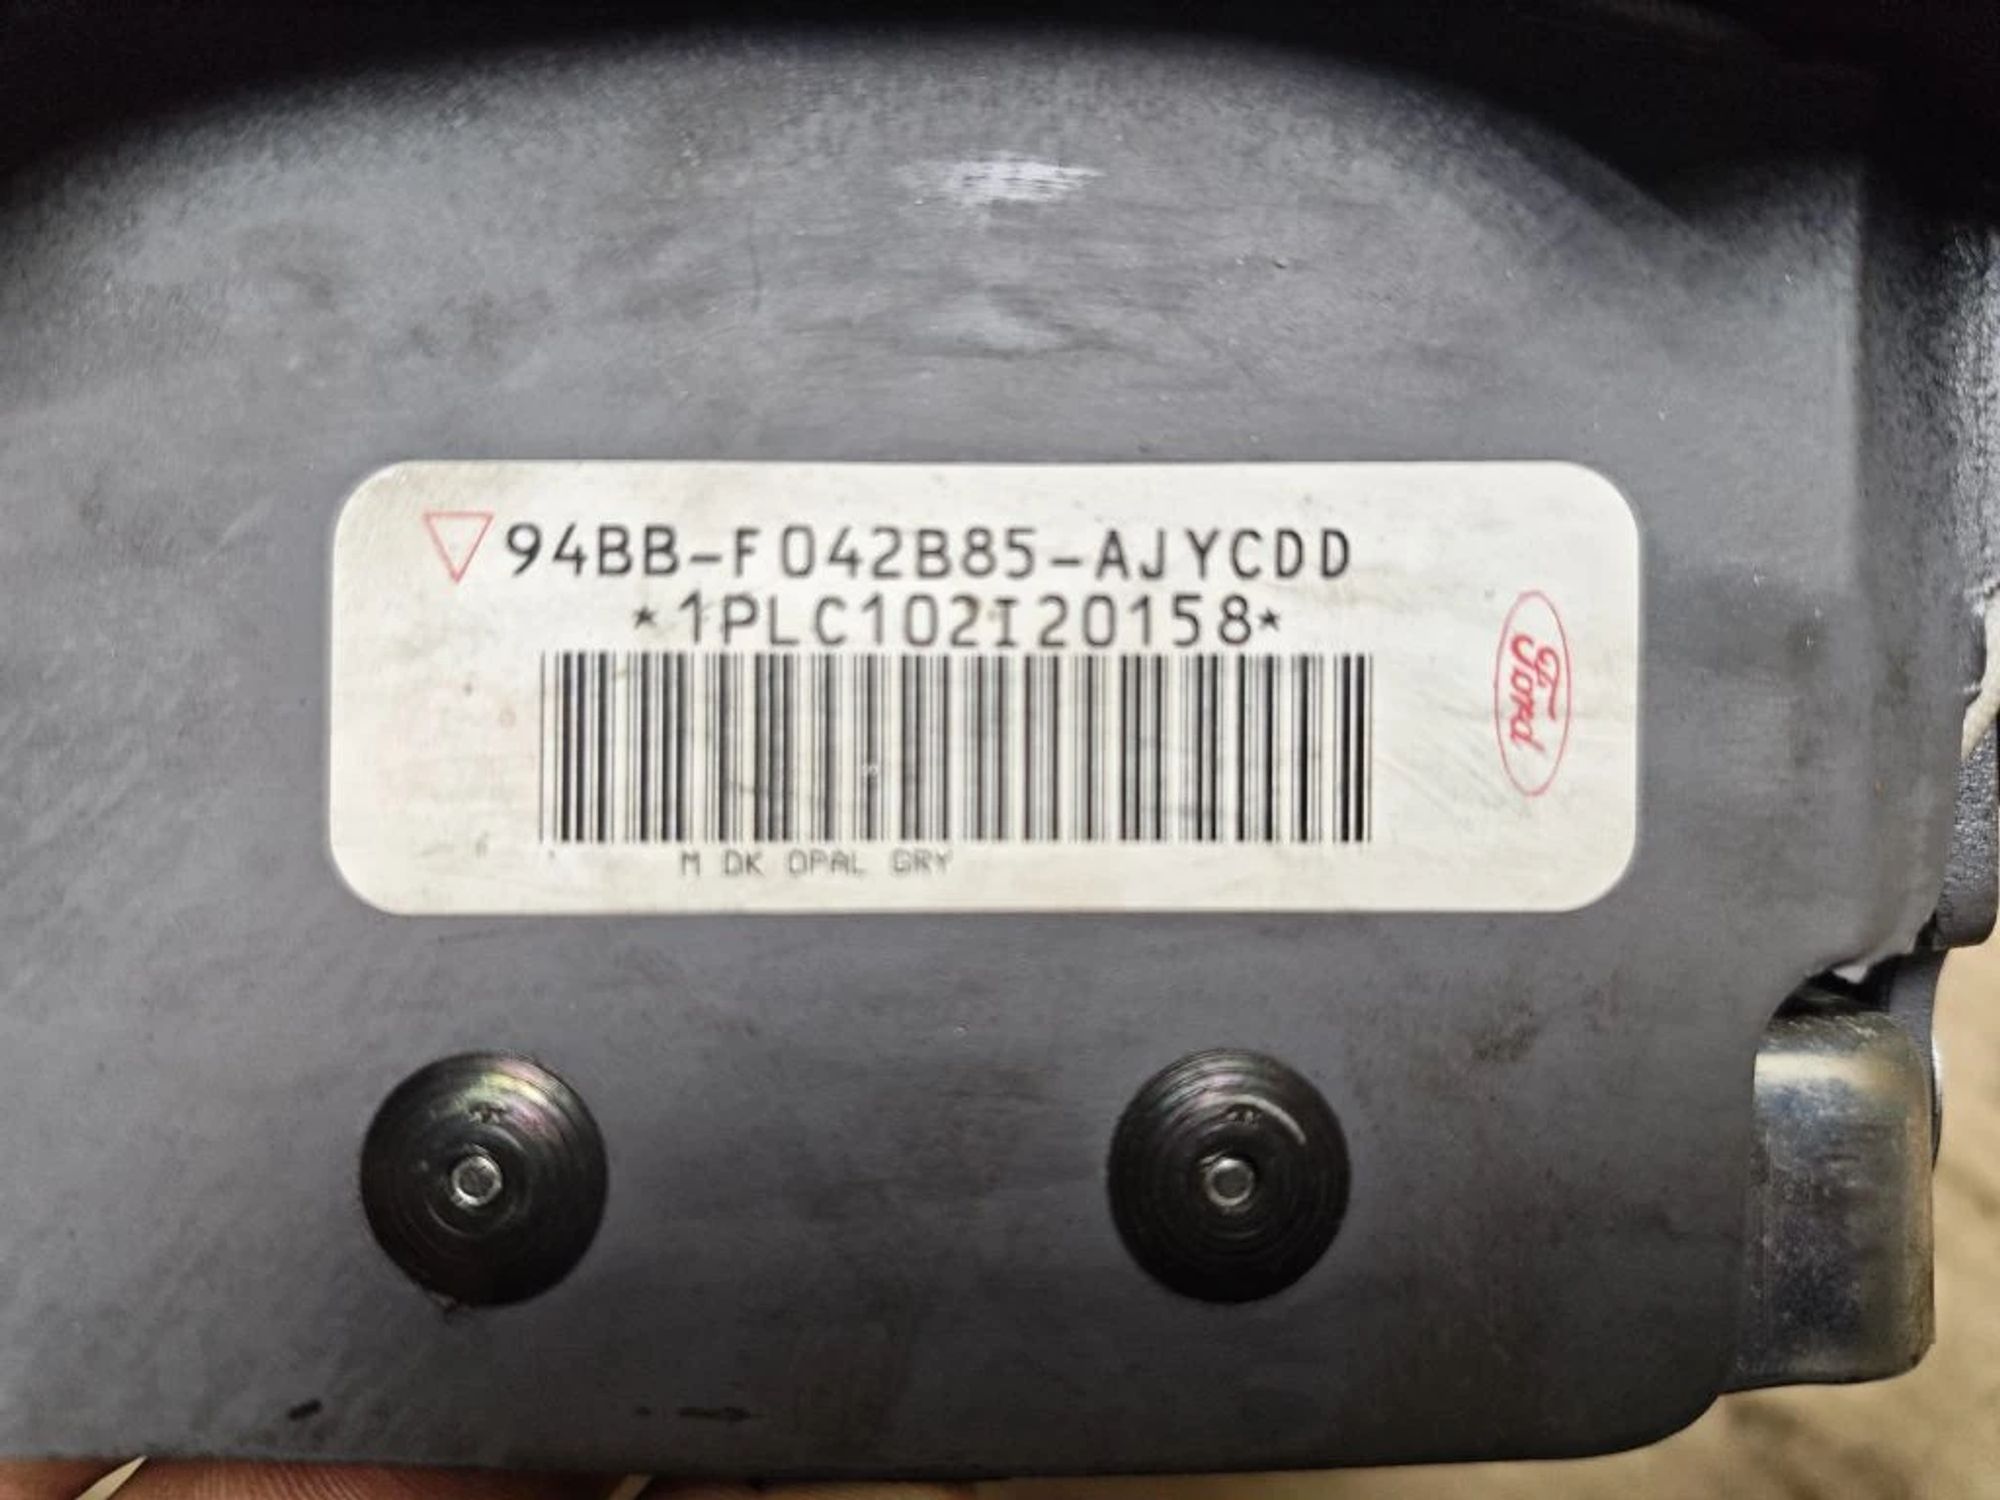 94BB-F042B85-AJYCDD
*1PLC102I20158*
M DK OPAL GRY
Ford